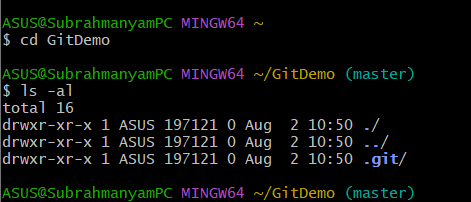 ASUS@SubrahmanyamPC MINGW64 ~
$ cd GitDemo
ASUS@SubrahmanyamPC MINGW64 ~/GitDemo (master)
$ ls -al
total 16
drwxr-xr-x 1 ASUS 197121 0 Aug  2 10:50 ./
drwxr-xr-x 1 ASUS 197121 0 Aug  2 10:50 ../
drwxr-xr-x 1 ASUS 197121 0 Aug  2 10:50 .git/
ASUS@SubrahmanyamPC MINGW64 ~/GitDemo (master)